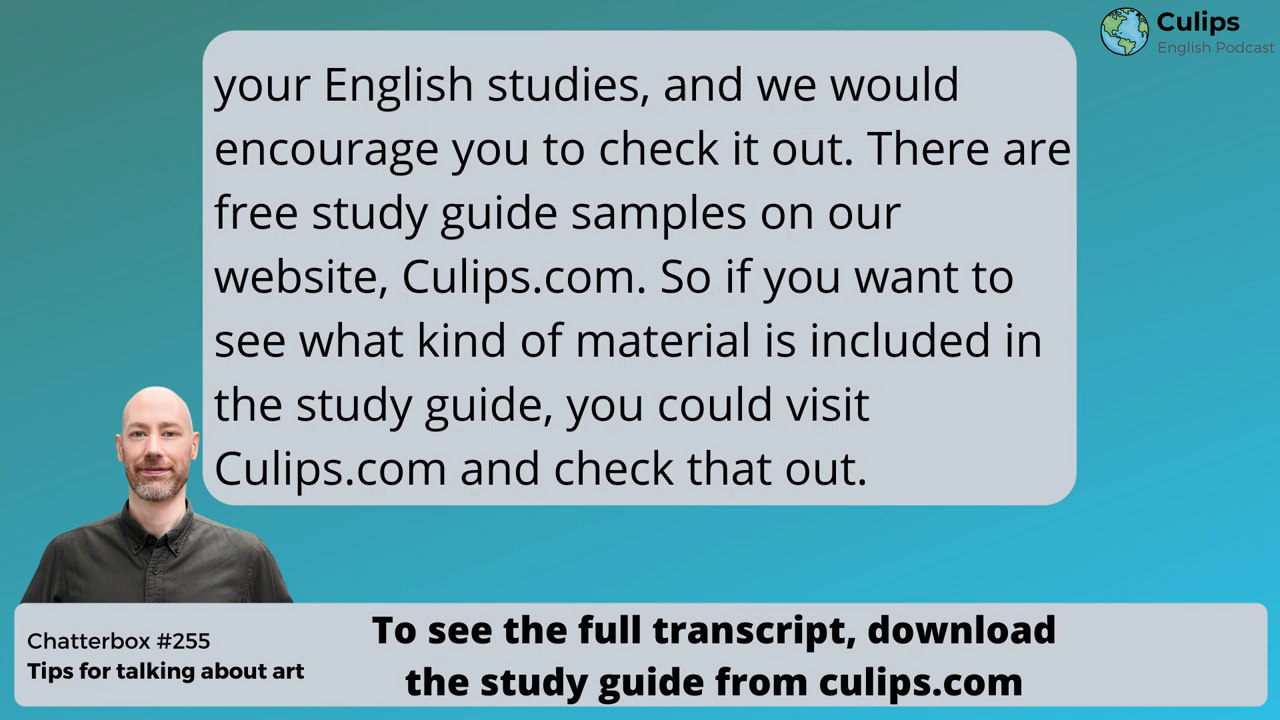 Culips
English Podcast
your English studies, and we would
encourage you to check it out. There are
free study guide samples on our
website, Culips.com. So if you want to
see what kind of material is included in
the study guide, you could visit
Culips.com and check that out.
Chatterbox #255
Tips for talking about art
To see the full transcript, download
the study guide from culips.com